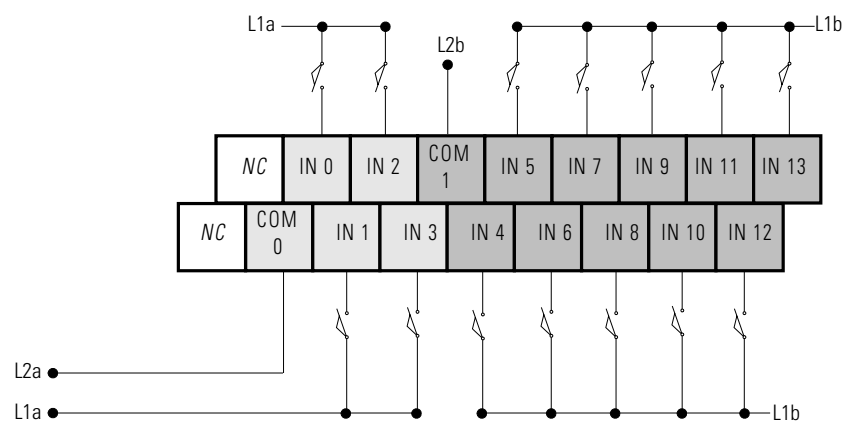 L1a
L2b
L1b
NC IN 0 IN 2 COM 1 IN 5 IN 7 IN 9 IN 11 IN 13
NC COM 0 IN 1 IN 3 IN 4 IN 6 IN 8 IN 10 IN 12
L2a
L1a
L1b